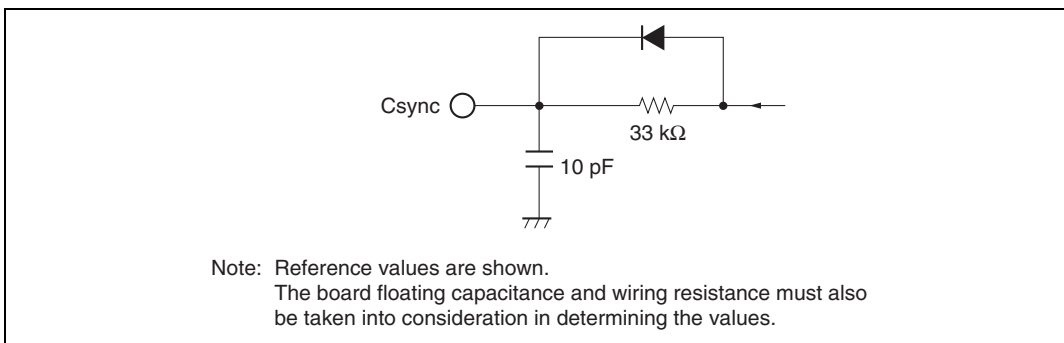 Csync
33 kΩ
10 pF
Note: Reference values are shown.
The board floating capacitance and wiring resistance must also
be taken into consideration in determining the values.